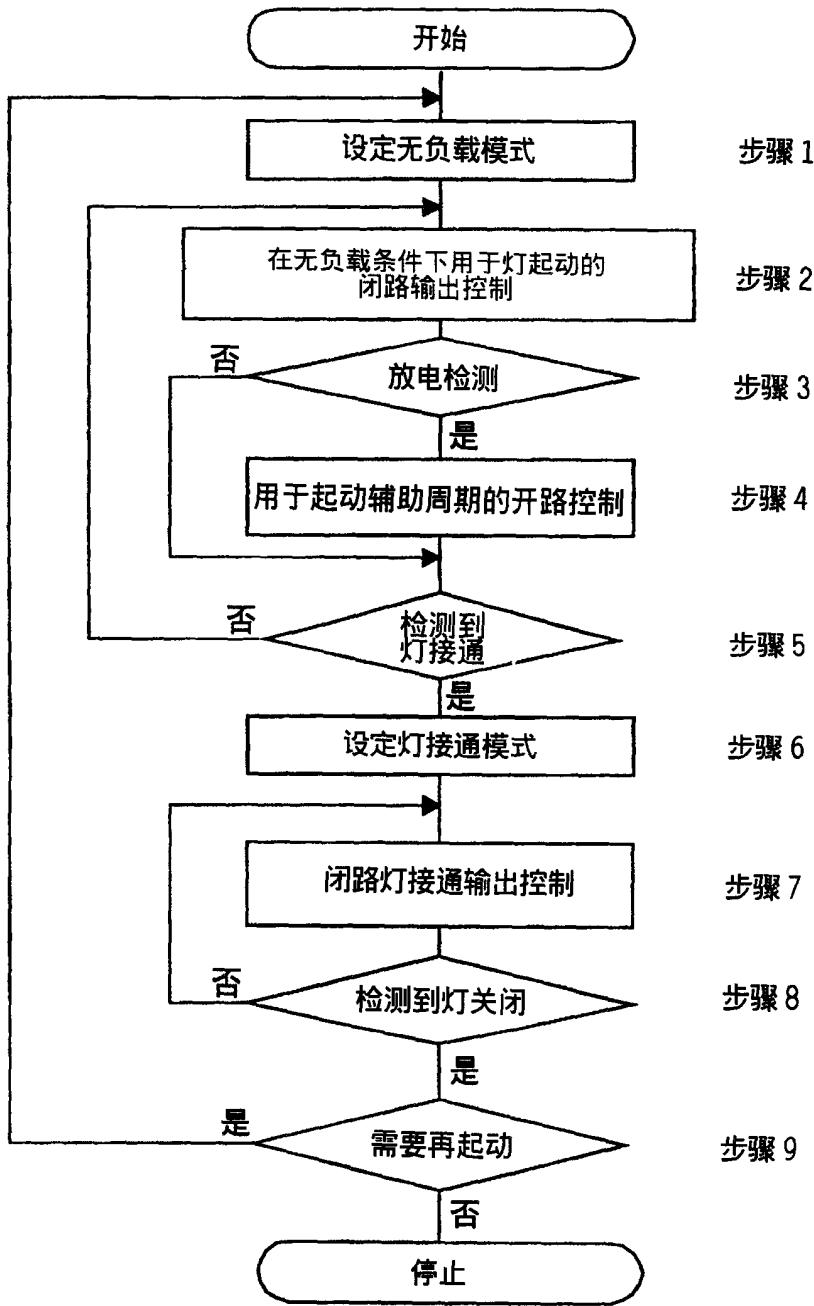 开始
设定无负载模式
步骤 1
在无负载条件下用于灯起动的
闭路输出控制
步骤 2
否
放电检测
步骤 3
是
用于起动辅助周期的开路控制
步骤 4
否
检测到
灯接通
步骤 5
是
设定灯接通模式
步骤 6
闭路灯接通输出控制
步骤 7
否
检测到灯关闭
步骤 8
是
是
需要再起动
步骤 9
否
停止